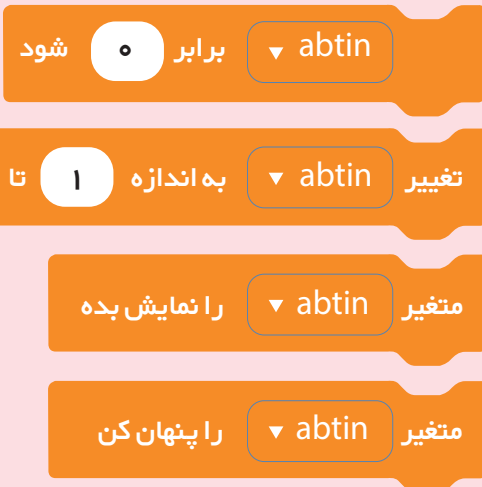 abtin برابر ۰ شود
تغییر abtin به اندازه ۱ تا
متغیر abtin را نمایش بده
متغیر abtin را پنهان کن